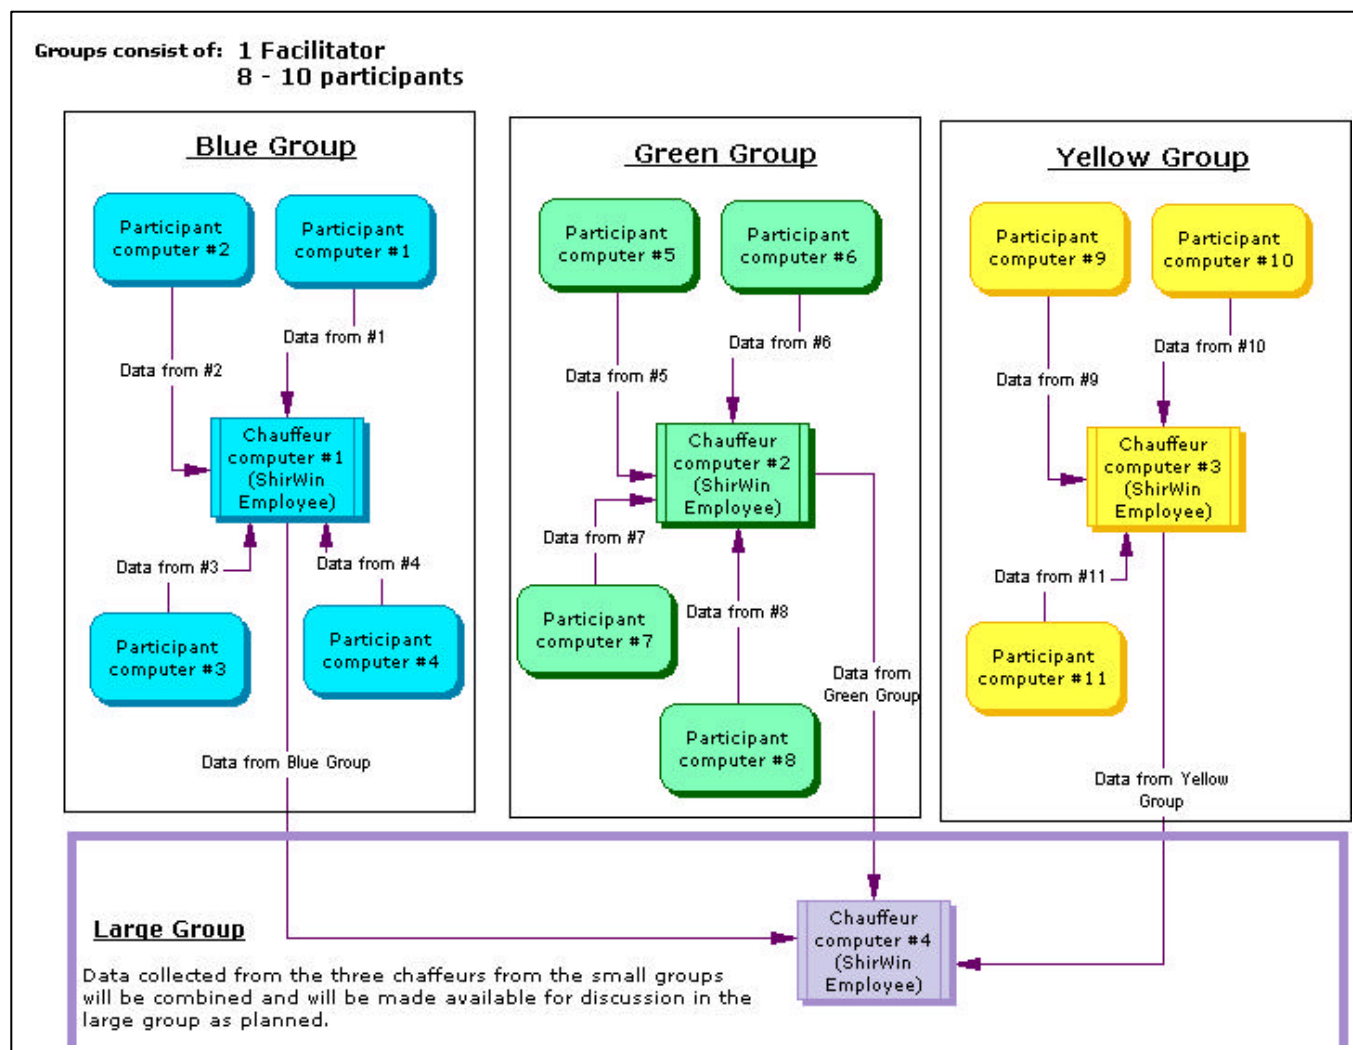 Groups consist of: 1 Facilitator
8 - 10 participants
Blue Group
Participant
computer #2
Participant
computer #1
Data from #1
Data from #2
Chauffeur
computer #1
(ShirWin
Employee)
Data from #3
Data from #4
Participant
computer #3
Participant
computer #4
Data from Blue Group
Green Group
Participant
computer #5
Participant
computer #6
Data from #6
Data from #5
Chauffeur
computer #2
(ShirWin
Employee)
Data from
#7
Data from #8
Participant
computer #7
Data from
Green Group
Participant
computer #8
Yellow Group
Participant
computer #9
Participant
computer #10
Data from #10
Data from #9
Chauffeur
computer #3
(ShirWin
Employee)
Data from #11
Participant
computer #11
Data from Yellow
Group
Large Group
Data collected from the three chaffeurs from the small groups
will be combined and will be made available for discussion in the
large group as planned.
Chauffeur
computer #4
(ShirWin
Employee)